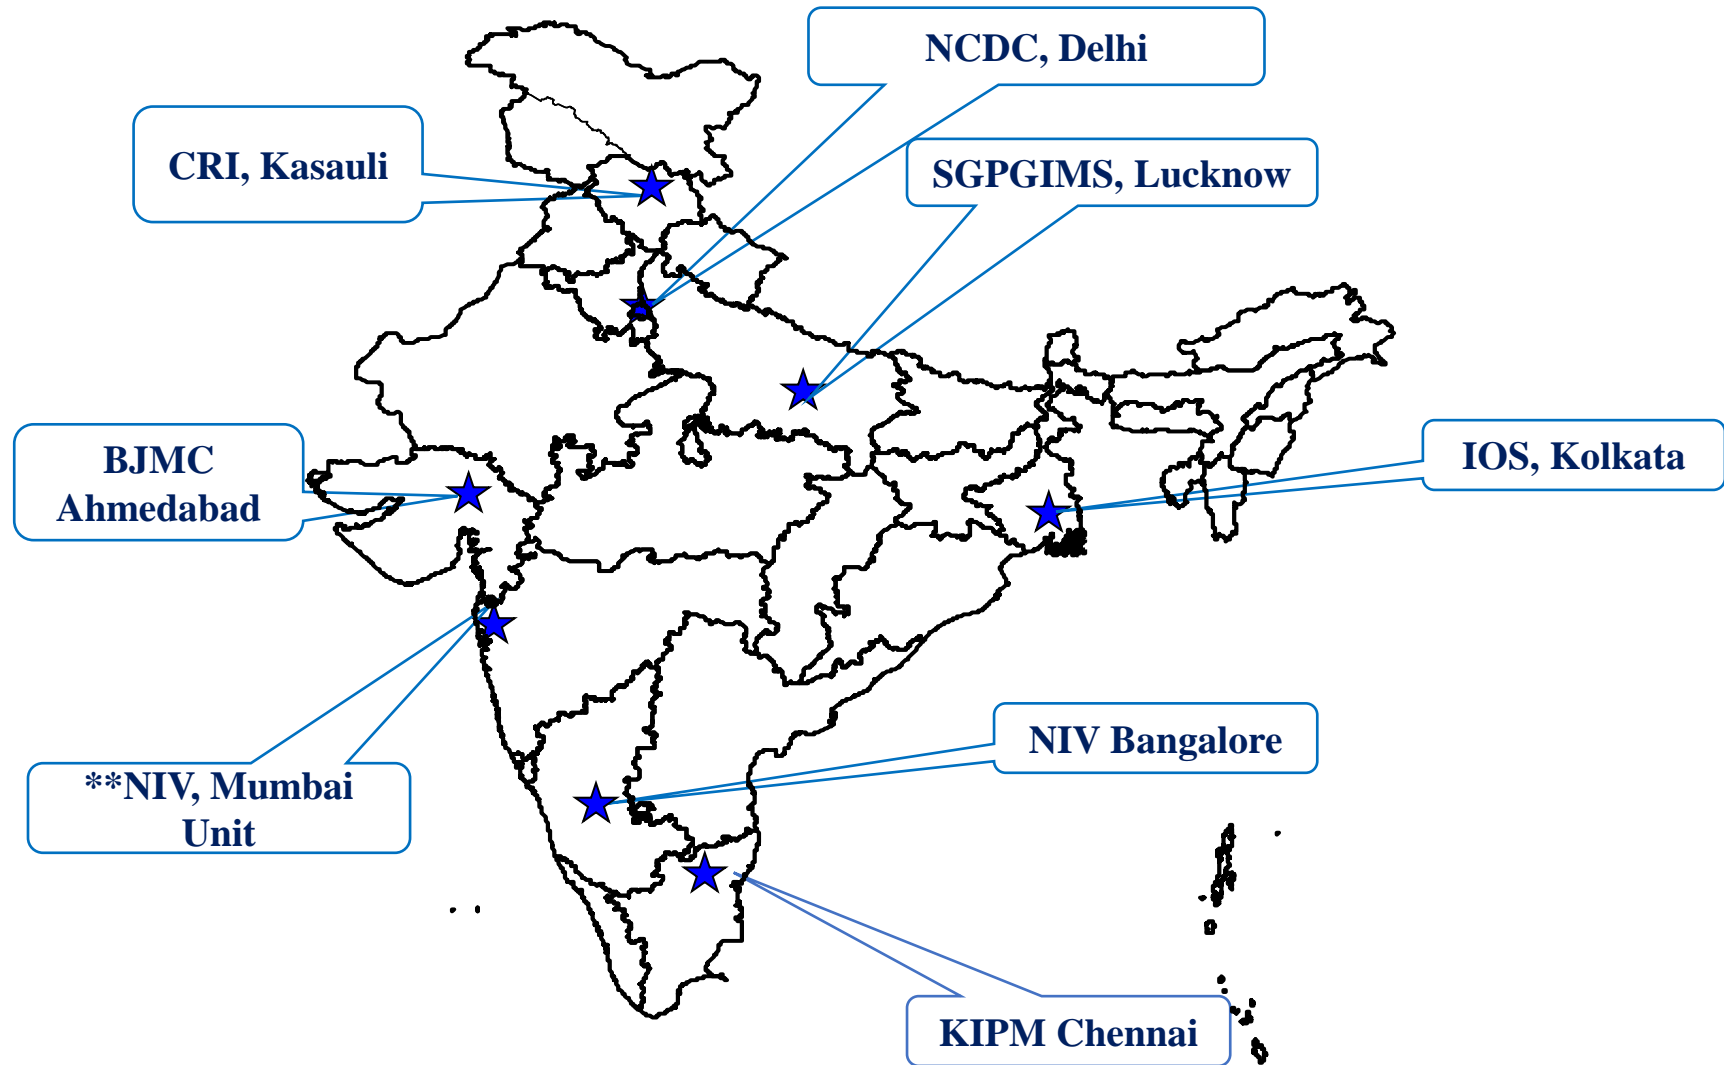 NCDC, Delhi
CRI, Kasauli
SGPGIMS, Lucknow
BJMC
Ahmedabad
IOS, Kolkata
NIV Bangalore
**NIV, Mumbai
Unit
KIPM Chennai